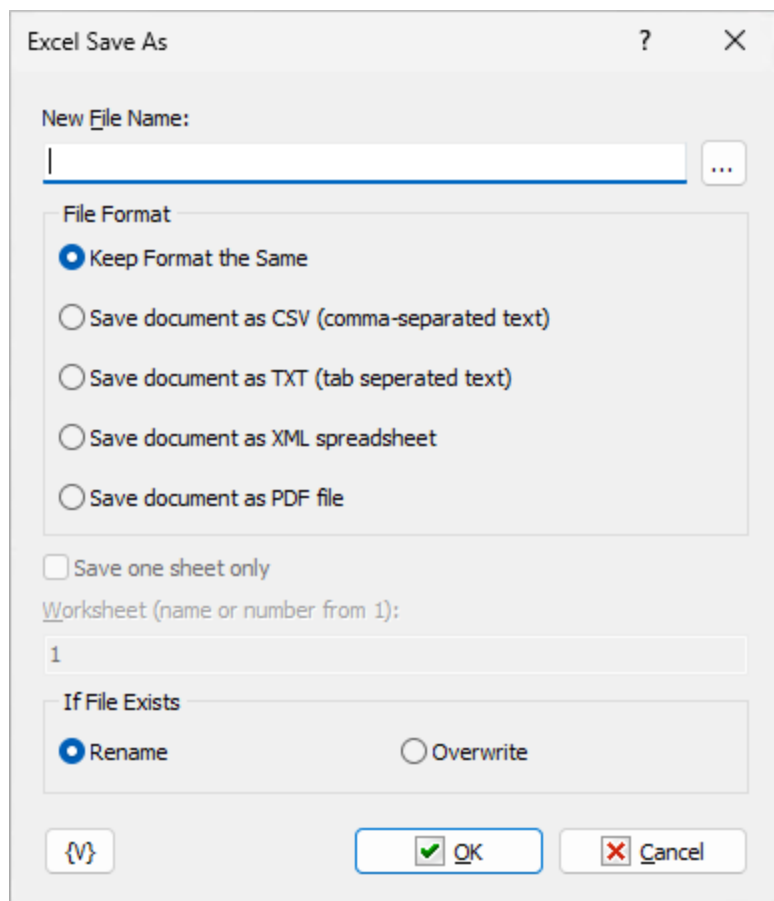 Excel Save As ?
New File Name:
...
File Format
Keep Format the Same
Save document as CSV (comma-separated text)
Save document as TXT (tab seperated text)
Save document as XML spreadsheet
Save document as PDF file
Save one sheet only
Worksheet (name or number from 1):
1
If File Exists
Rename Overwrite
{V} OK Cancel